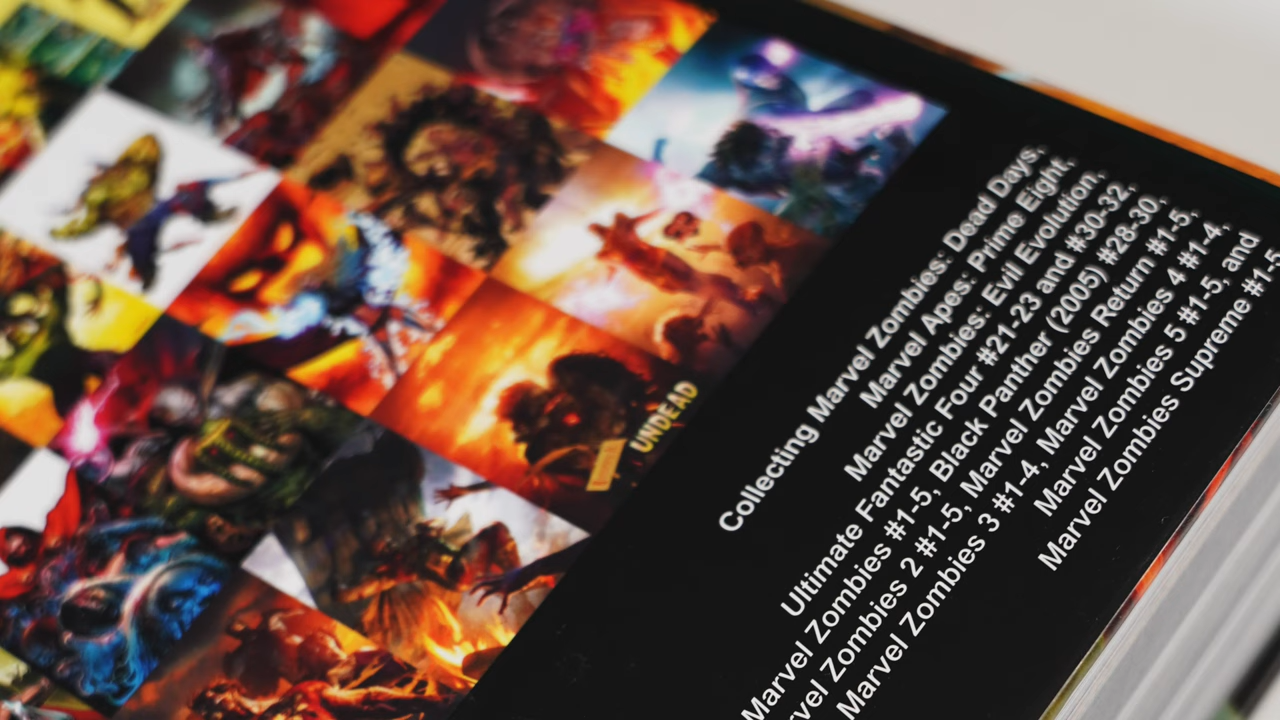 Collecting Marvel Zombies: Dead Days,
Marvel Apes: Prime Eight,
Marvel Zombies: Evil Evolution,
Ultimate Fantastic Four #21-23 and #30-32,
Marvel Zombies #1-5, Black Panther (2005) #28-30,
Marvel Zombies 2 #1-5, Marvel Zombies Return #1-5,
Marvel Zombies 3 #1-4, Marvel Zombies 4 #1-4,
Marvel Zombies 5 #1-5, and
Marvel Zombies Supreme #1-5
UNDEAD